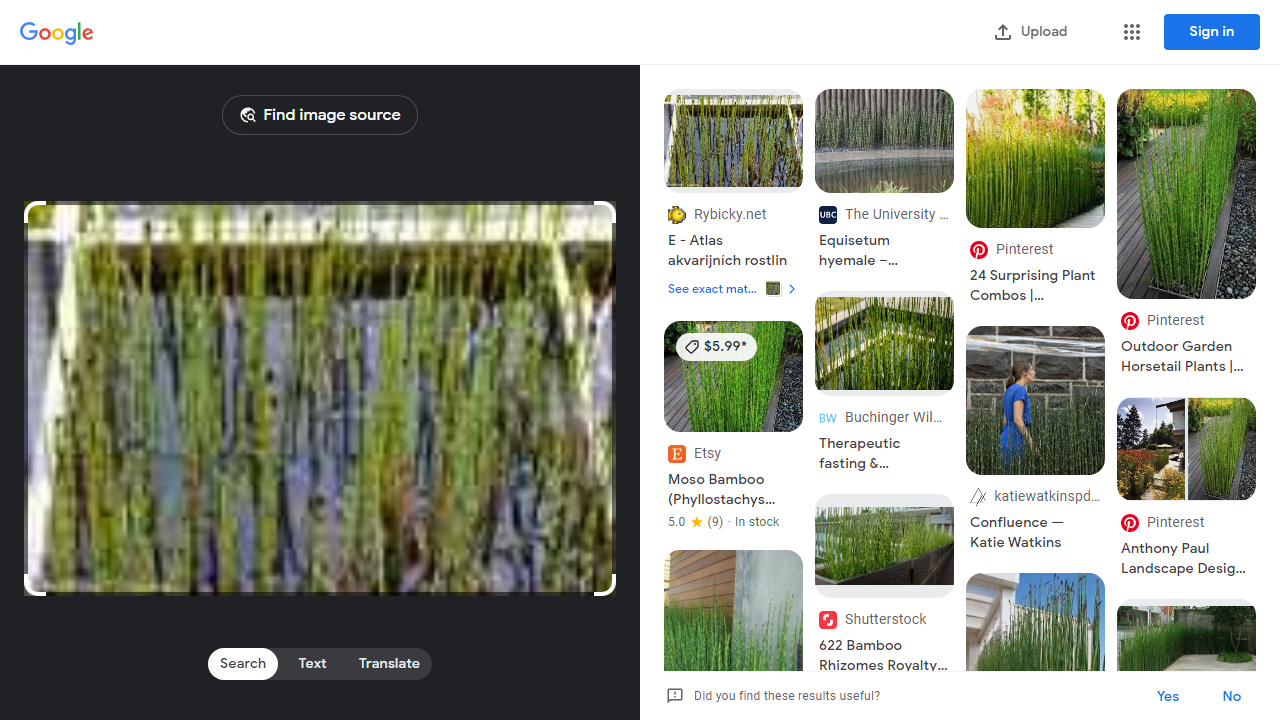 Google
Upload
Sign in
Find image source
Search
Text
Translate
Rybicky.net
E - Atlas
akvarijních rostlin
See exact mat...
$5.99*
Etsy
Moso Bamboo
(Phyllostachys...
5.0 ★ (9) · In stock
UBC
The University ...
Equisetum
hyemale –...
BW
Buchinger Wil...
Therapeutic
fasting &...
Shutterstock
622 Bamboo
Rhizomes Royalty...
Pinterest
24 Surprising Plant
Combos |...
katiewatkinspd...
Confluence —
Katie Watkins
Pinterest
Outdoor Garden
Horsetail Plants |...
Pinterest
Anthony Paul
Landscape Desig...
Did you find these results useful?
Yes
No